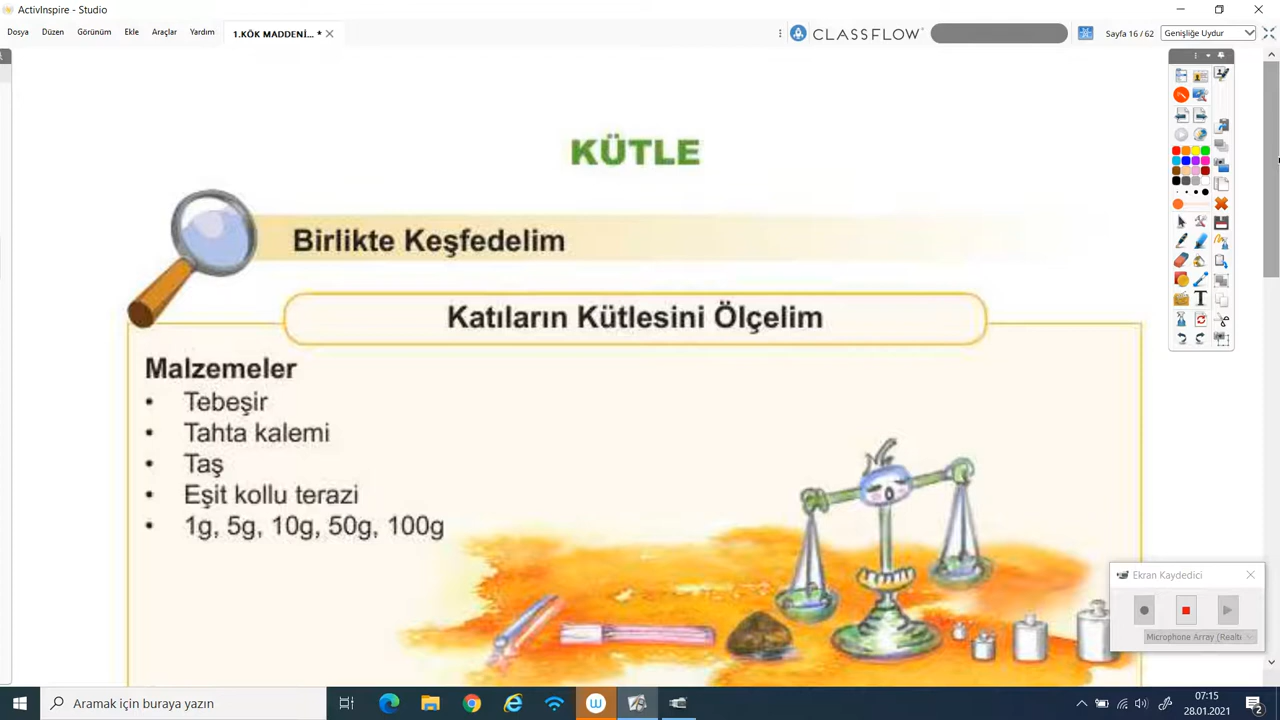 ActivInspire - Studio
Dosya Düzen Görünüm Ekle Araçlar Yardım
1.KÖK MADDENİ... *
CLASSFLOW
Sayfa 16 / 62
Genişliğe Uydur
KÜTLE
Birlikte Keşfedelim
Katıların Kütlesini Ölçelim
Malzemeler
• Tebeşir
• Tahta kalemi
• Taş
• Eşit kollu terazi
• 1g, 5g, 10g, 50g, 100g
Ekran Kaydedici
Microphone Array (Realt
Aramak için buraya yazın
07:15
28.01.2021
2